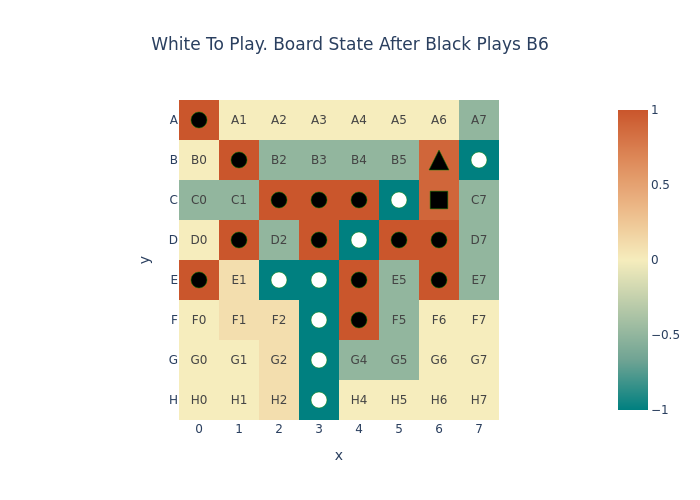 White To Play. Board State After Black Plays B6
A A1 A2 A3 A4 A5 A6 A7
B B0 B2 B3 B4 B5
C C0 C1 C7
D D0 D2 D7
E E1 E5 E7
F F0 F1 F2 F5 F6 F7
G G0 G1 G2 G4 G5 G6 G7
H H0 H1 H2 H4 H5 H6 H7
0 1 2 3 4 5 6 7
x
y
1
0.5
0
−0.5
−1